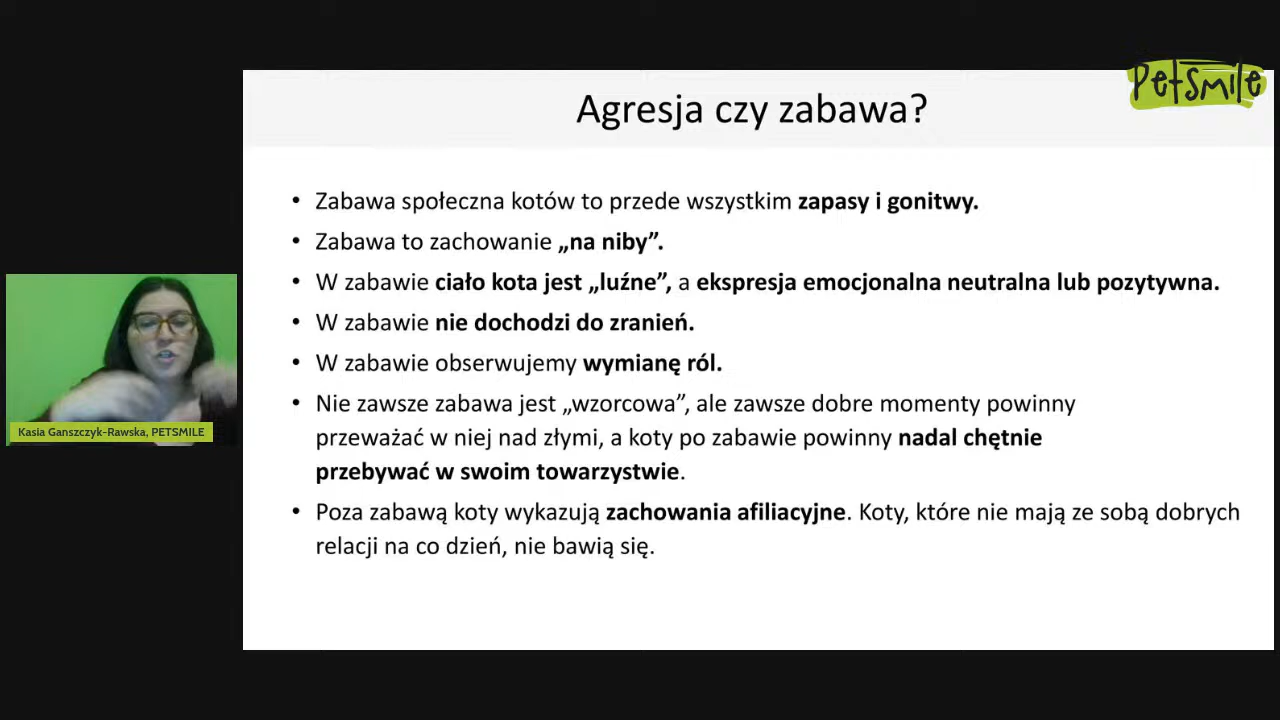 PetSmile
Agresja czy zabawa?
• Zabawa społeczna kotów to przede wszystkim zapasy i gonitwy.
• Zabawa to zachowanie „na niby”.
• W zabawie ciało kota jest „luźne”, a ekspresja emocjonalna neutralna lub pozytywna.
• W zabawie nie dochodzi do zranień.
• W zabawie obserwujemy wymianę ról.
• Nie zawsze zabawa jest „wzorcowa”, ale zawsze dobre momenty powinny
przeważać w niej nad złymi, a koty po zabawie powinny nadal chętnie
przebywać w swoim towarzystwie.
• Poza zabawą koty wykazują zachowania afiliacyjne. Koty, które nie mają ze sobą dobrych
relacji na co dzień, nie bawią się.
Kasia Ganszczyk-Rawska, PETSMILE